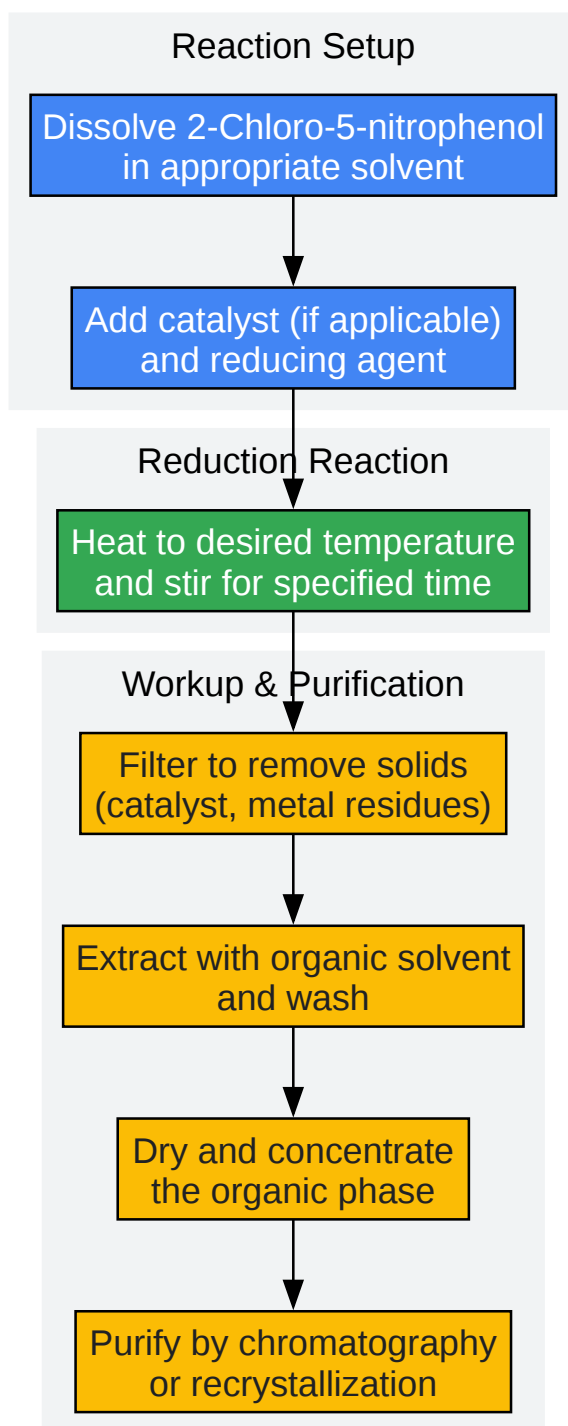 Reaction Setup
Dissolve 2-Chloro-5-nitrophenol
in appropriate solvent
Add catalyst (if applicable)
and reducing agent
Reduction Reaction
Heat to desired temperature
and stir for specified time
Workup & Purification
Filter to remove solids
(catalyst, metal residues)
Extract with organic solvent
and wash
Dry and concentrate
the organic phase
Purify by chromatography
or recrystallization